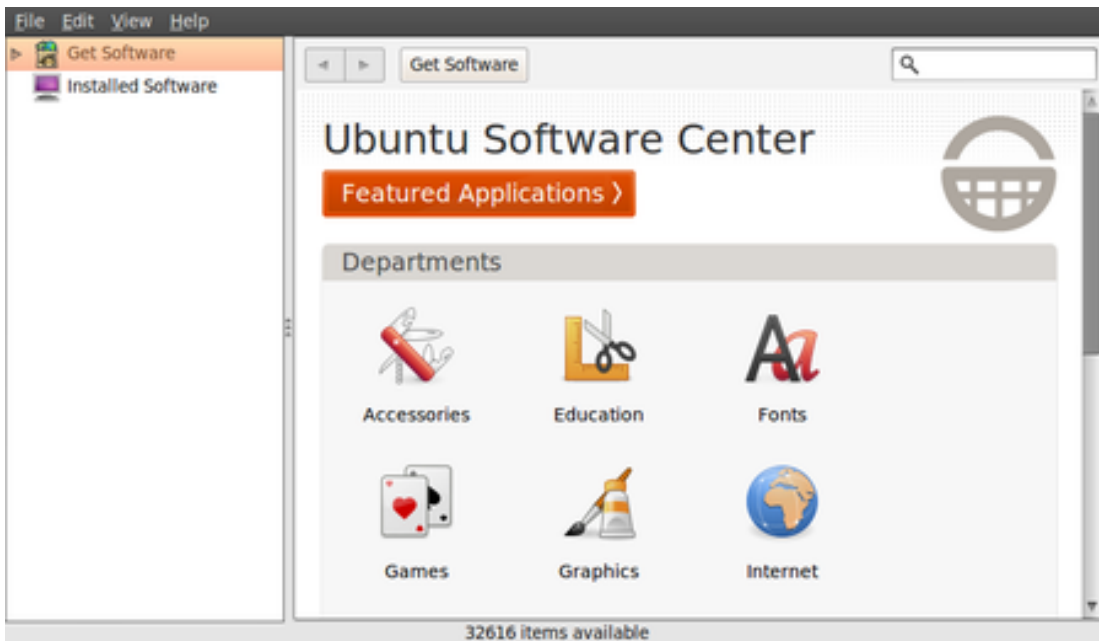 File Edit View Help
Get Software
Installed Software
Get Software
Ubuntu Software Center
Featured Applications ⟩
Departments
Accessories Education Fonts
Games Graphics Internet
32616 items available